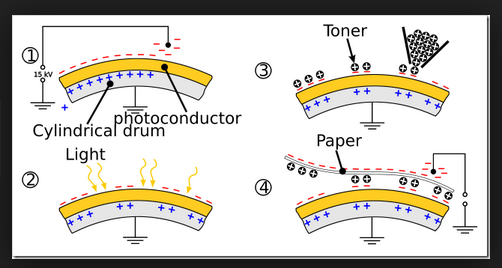 ①
15 kV
photoconductor
Cylindrical drum
Light
②
Toner
③
Paper
④